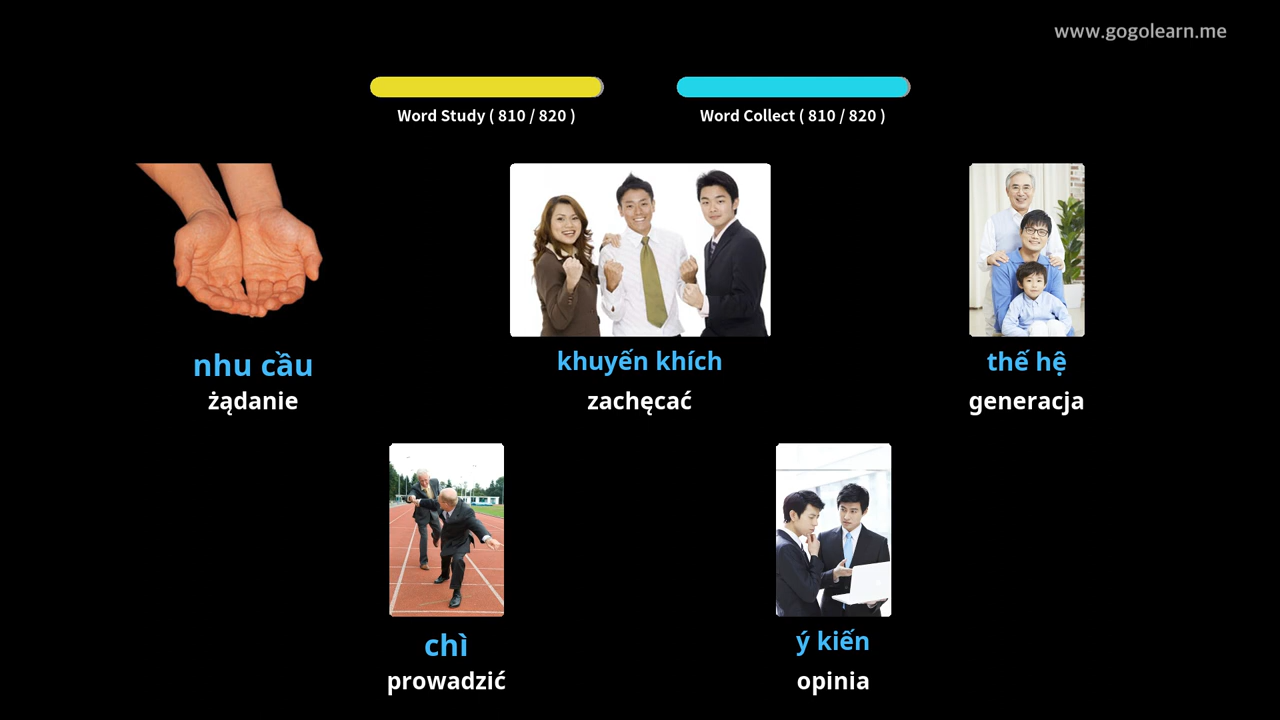 www.gogolearn.me
Word Study ( 810 / 820 )
Word Collect ( 810 / 820 )
nhu cầu
żądanie
khuyến khích
zachęcać
thế hệ
generacja
chì
prowadzić
ý kiến
opinia